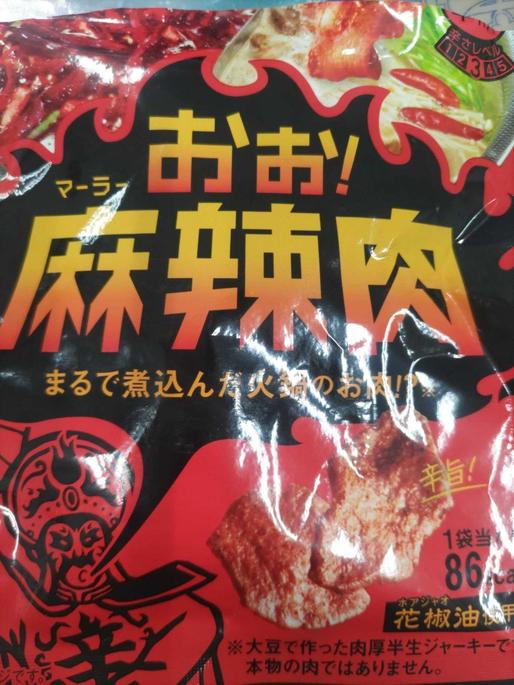 辛さレベル
12345
おお!
マーラー
麻辣肉
まるで煮込んだ火鍋のお肉!?※
辛旨!
1袋当
86
ホアジャオ
花椒油使用
※大豆で作った肉厚半生ジャーキーで
本物の肉ではありません。
ジです。